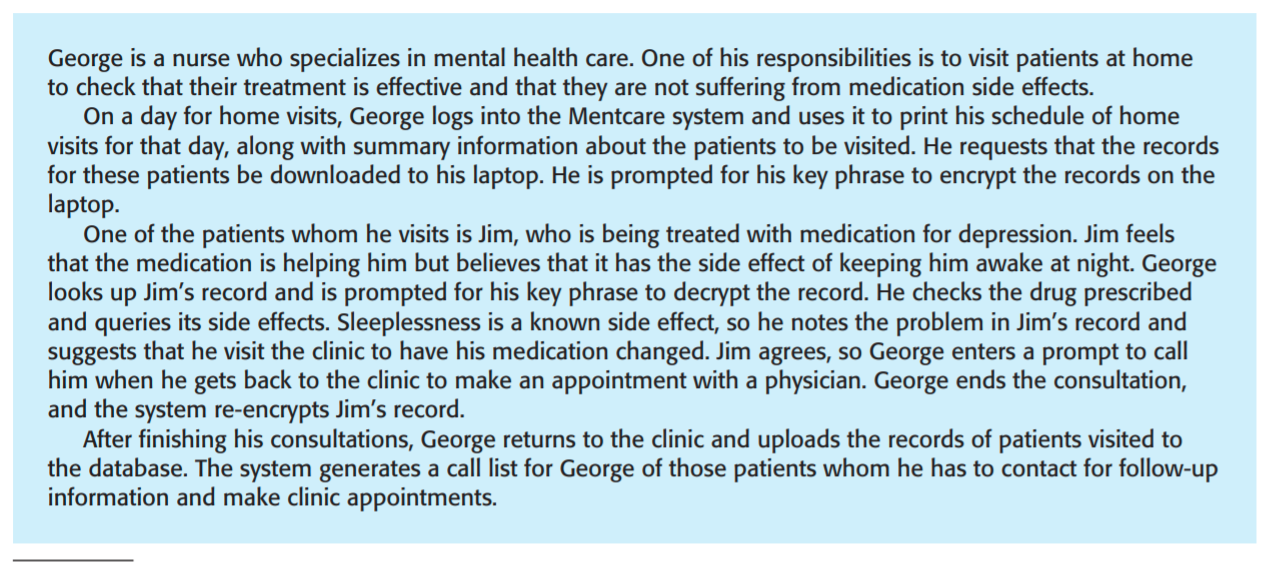 George is a nurse who specializes in mental health care. One of his responsibilities is to visit patients at home
to check that their treatment is effective and that they are not suffering from medication side effects.
On a day for home visits, George logs into the Mentcare system and uses it to print his schedule of home
visits for that day, along with summary information about the patients to be visited. He requests that the records
for these patients be downloaded to his laptop. He is prompted for his key phrase to encrypt the records on the
laptop.
One of the patients whom he visits is Jim, who is being treated with medication for depression. Jim feels
that the medication is helping him but believes that it has the side effect of keeping him awake at night. George
looks up Jim’s record and is prompted for his key phrase to decrypt the record. He checks the drug prescribed
and queries its side effects. Sleeplessness is a known side effect, so he notes the problem in Jim’s record and
suggests that he visit the clinic to have his medication changed. Jim agrees, so George enters a prompt to call
him when he gets back to the clinic to make an appointment with a physician. George ends the consultation,
and the system re-encrypts Jim’s record.
After finishing his consultations, George returns to the clinic and uploads the records of patients visited to
the database. The system generates a call list for George of those patients whom he has to contact for follow-up
information and make clinic appointments.